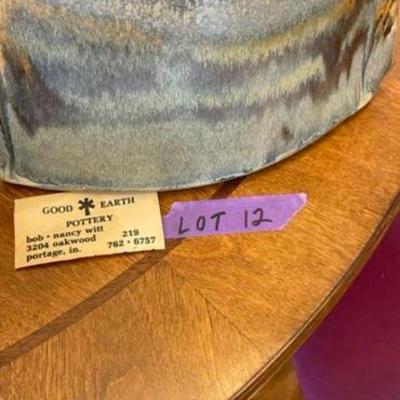 GOOD EARTH
POTTERY
bob · nancy witt 219
3204 oakwood 762 · 6757
portage, in.
LOT 12